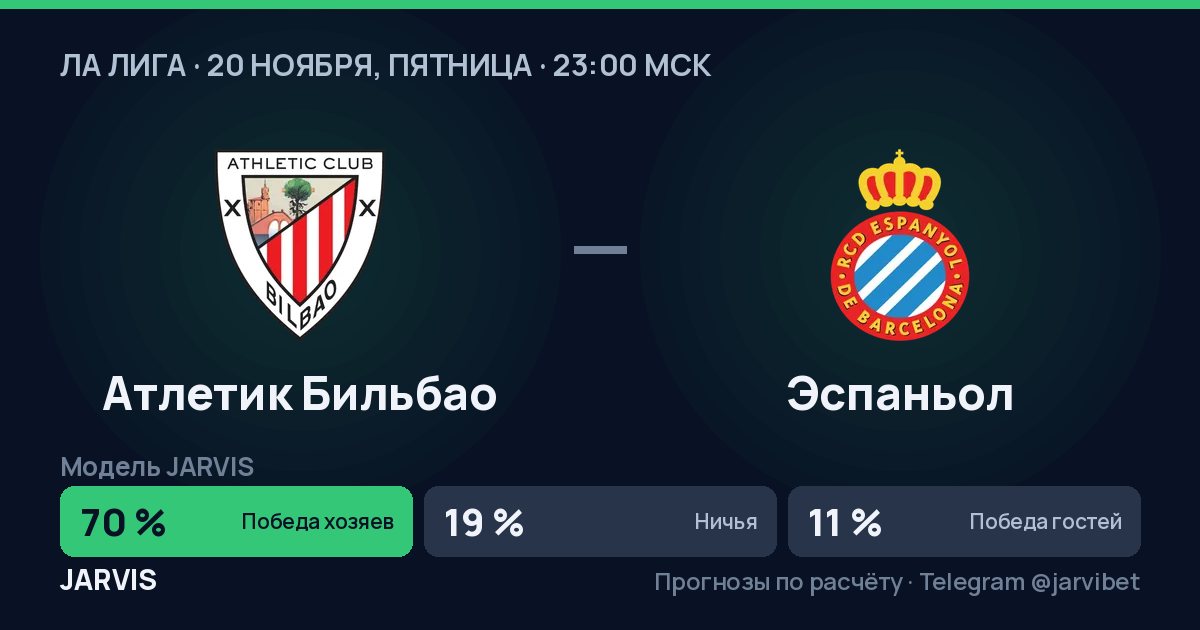 ЛА ЛИГА · 20 НОЯБРЯ, ПЯТНИЦА · 23:00 МСК
ATHLETIC CLUB
BILBAO
RCD ESPANYOL
DE BARCELONA
Атлетик Бильбао
—
Эспаньол
Модель JARVIS
70 % Победа хозяев
19 % Ничья
11 % Победа гостей
JARVIS
Прогнозы по расчёту · Telegram @jarvibet